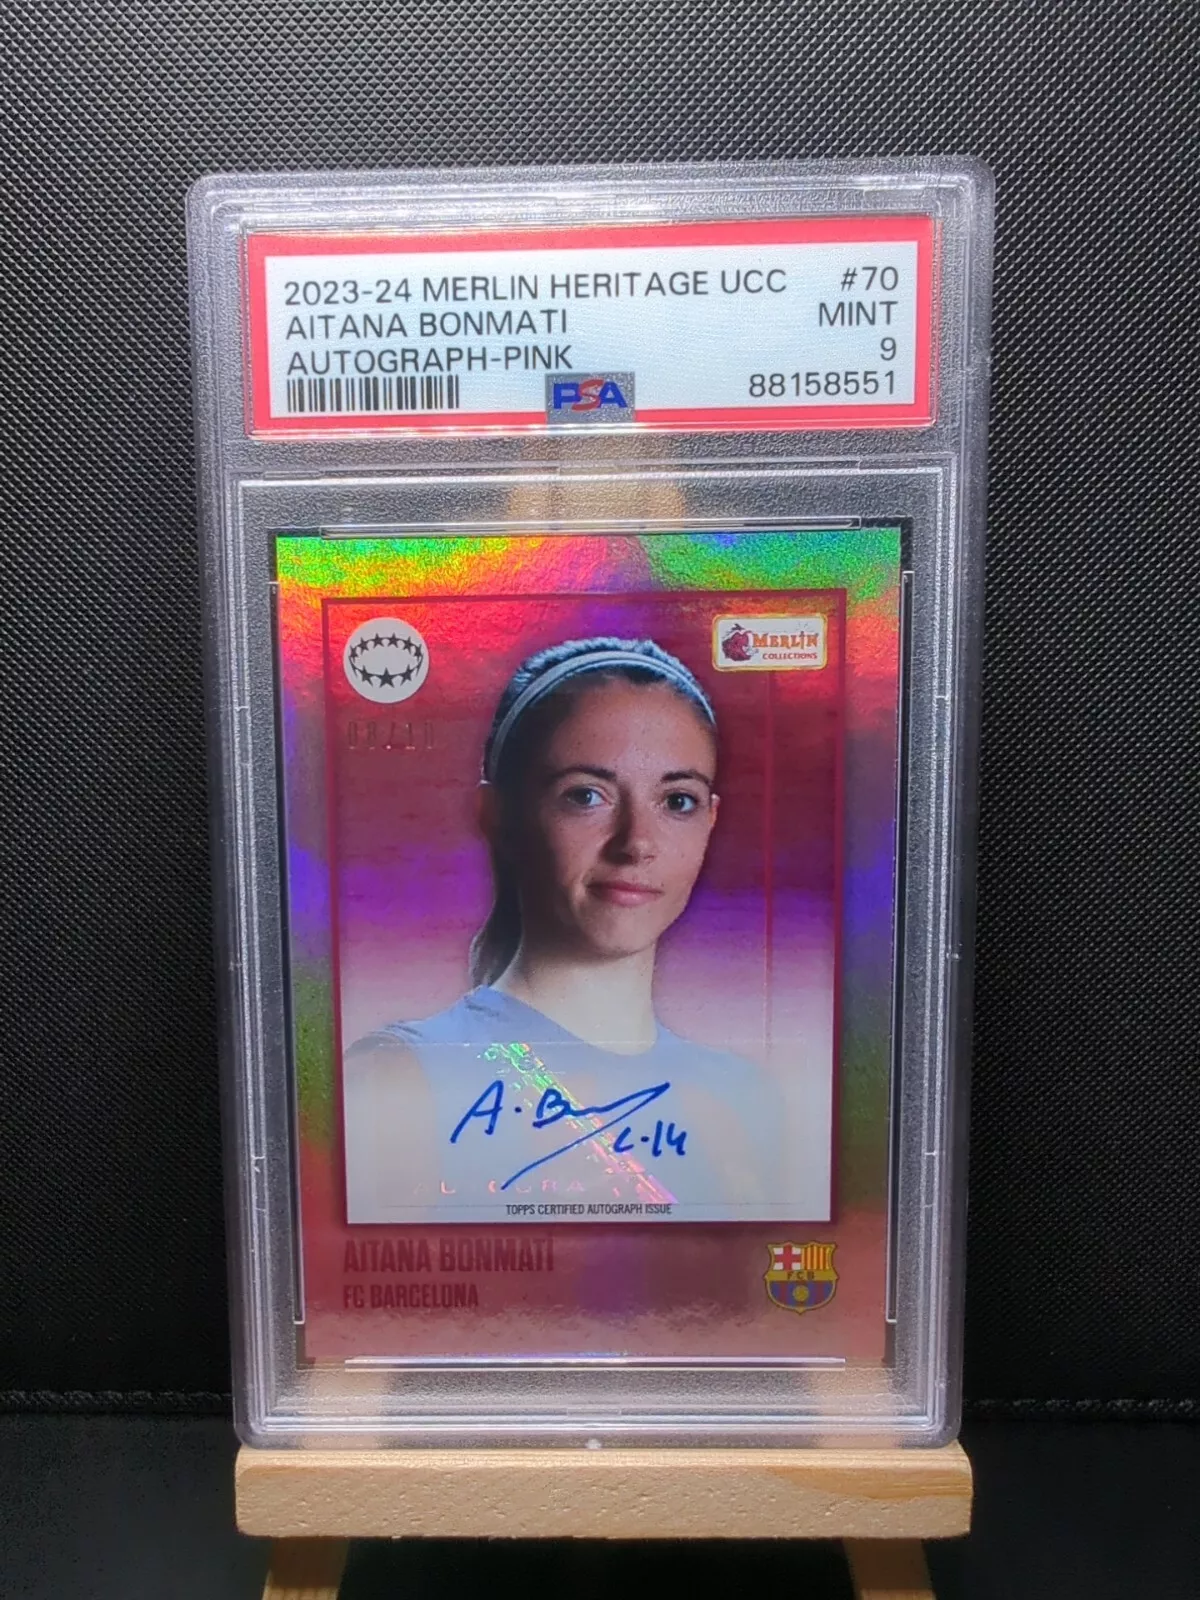 2023-24 MERLIN HERITAGE UCC #70
AITANA BONMATI MINT
AUTOGRAPH-PINK 9
PSA 88158551
MERLIN
COLLECTIONS
A.B
TOPPS CERTIFIED AUTOGRAPH ISSUE
AITANA BONMATÍ
FC BARCELONA
FCB